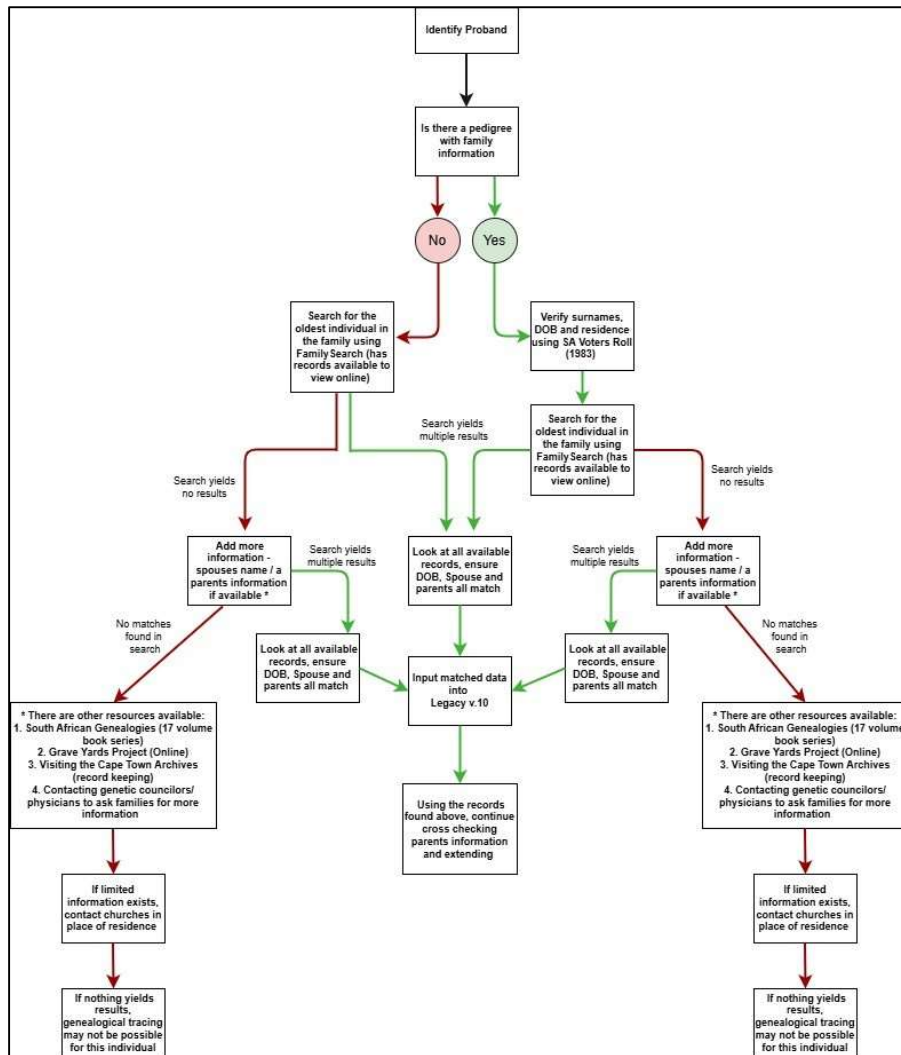 Identify Proband
Is there a pedigree with
family
information
No
Yes
Search for the
oldest individual in
the family using
FamilySearch (has
records available to
view online)
Verify surnames,
DOB and residence
using SA Voters Roll
(1983)
Search yields
multiple results
Search for the
oldest individual in
the family using
FamilySearch (has
records available to
view online)
Search yields
no results
Search yields
no results
Add more
information -
spouses name / a
parents information
if available *
Search yields
multiple results
Look at all available
records, ensure
DOB, Spouse and
parents all match
Search yields
multiple results
Add more
information -
spouses name / a
parents information
if available *
No matches
found in
search
No matches
found in
search
Look at all available
records, ensure
DOB, Spouse and
parents all match
Input matched data
into
Legacy v.10
Look at all available
records, ensure
DOB, Spouse and
parents all match
* There are other resources available:
1. South African Genealogies (17 volume
book series)
2. Grave Yards Project (Online)
3. Visiting the Cape Town Archives
(record keeping)
4. Contacting genetic councilors/
physicians to ask families for more
information
Using the records
found above, continue
cross checking
parents information
and extending
* There are other resources available:
1. South African Genealogies (17 volume
book series)
2. Grave Yards Project (Online)
3. Visiting the Cape Town Archives
(record keeping)
4. Contacting genetic councilors/
physicians to ask families for more
information
If limited
information exists,
contact churches in
place of residence
If limited
information exists,
contact churches in
place of residence
If nothing yields
results,
genealogical tracing
may not be possible
for this individual
If nothing yields
results,
genealogical tracing
may not be possible
for this individual